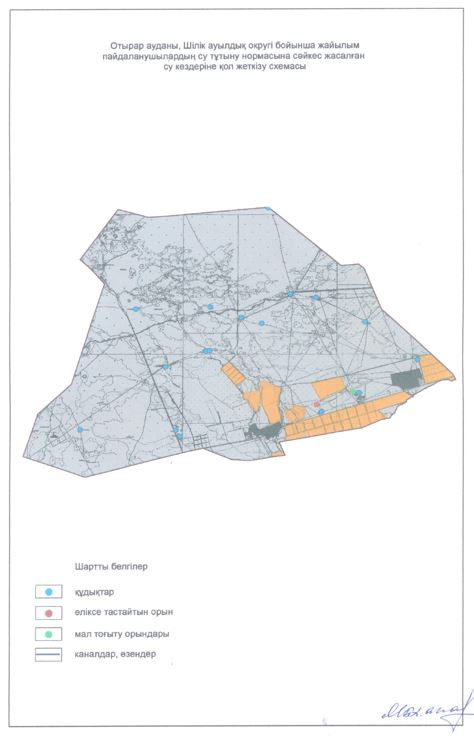 Отырар ауданы, Шілік ауылдық округі бойынша жайылым
пайдаланушылардың су тұтыну нормасына сәйкес жасалған
су көздеріне қол жеткізу схемасы
Шартты белгілер
құдықтар
өлiксе тастайтын орын
мал тоғыту орындары
каналдар, өзендер